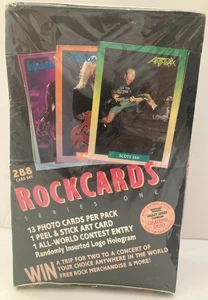 ANTHRAX
SCOTT IAN
288
CARD SET
ROCKCARDS
SERIES ONE
13 PHOTO CARDS PER PACK
1 PEEL & STICK ART CARD
1 ALL-WORLD CONTEST ENTRY
Randomly Inserted Logo Hologram
WIN A TRIP FOR TWO TO A CONCERT OF
YOUR CHOICE ANYWHERE IN THE WORLD
FREE ROCK MERCHANDISE & MORE!